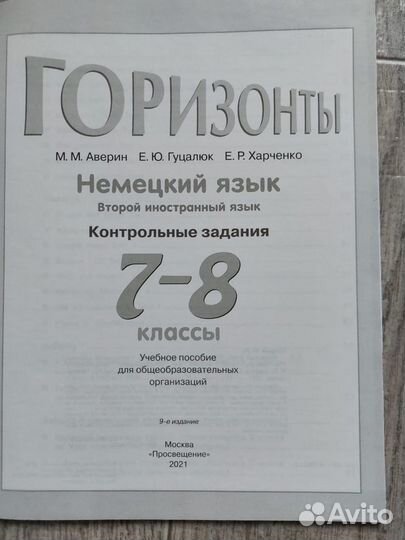 ГОРИЗОНТЫ
М. М. Аверин Е. Ю. Гуцалюк Е. Р. Харченко
Немецкий язык
Второй иностранный язык
Контрольные задания
7–8
классы
Учебное пособие
для общеобразовательных
организаций
9-е издание
Москва
«Просвещение»
2021
Avito